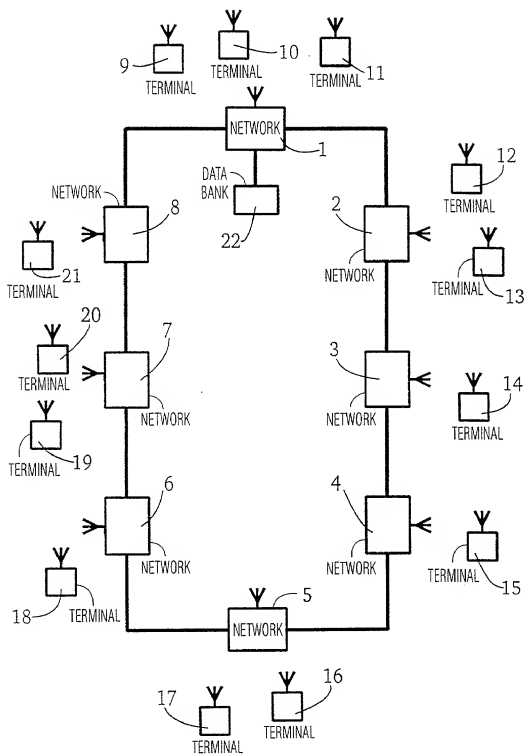 9
TERMINAL
10
TERMINAL
11
TERMINAL
NETWORK
1
DATA
BANK
22
12
TERMINAL
NETWORK
8
2
NETWORK
21
TERMINAL
TERMINAL
13
20
TERMINAL
7
NETWORK
3
NETWORK
14
TERMINAL
TERMINAL
19
6
NETWORK
4
NETWORK
TERMINAL
15
18
TERMINAL
NETWORK
5
17
TERMINAL
16
TERMINAL